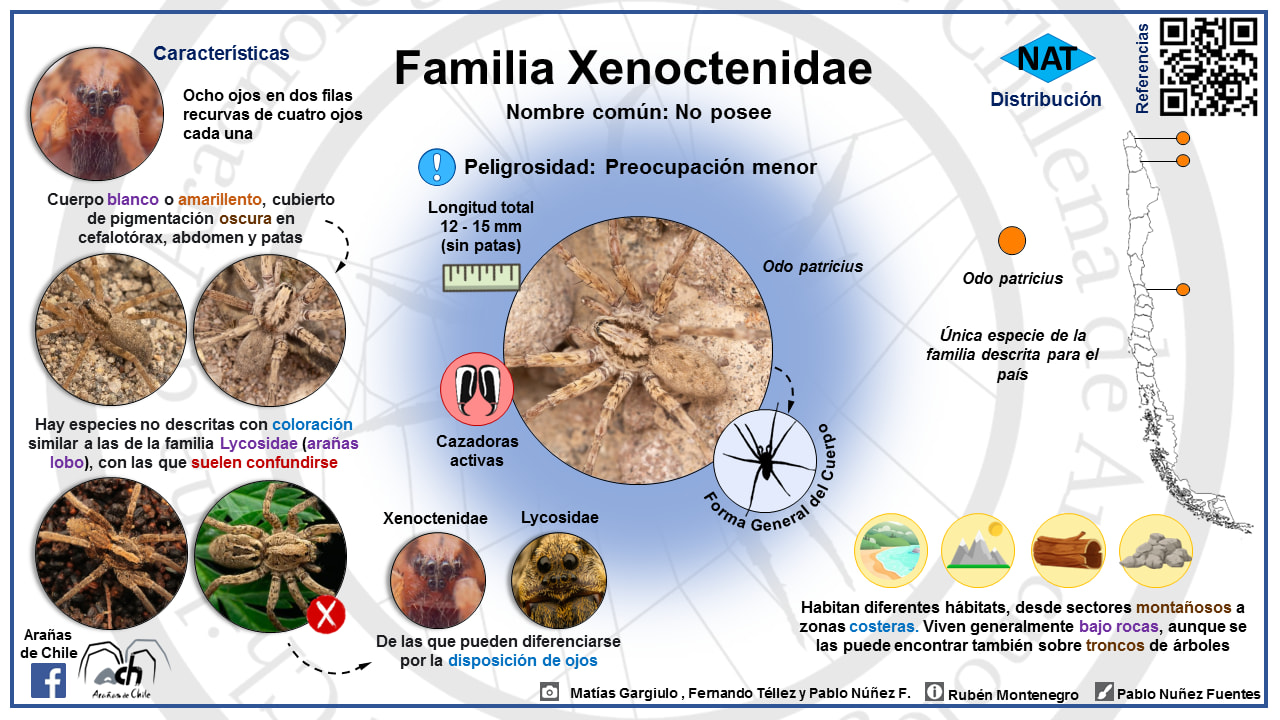 Familia Xenoctenidae
Nombre común: No posee
Peligrosidad: Preocupación menor
Características
Ocho ojos en dos filas
recurvas de cuatro ojos
cada una
Cuerpo blanco o amarillento, cubierto
de pigmentación oscura en
cefalotórax, abdomen y patas
Hay especies no descritas con coloración
similar a las de la familia Lycosidae (arañas
lobo), con las que suelen confundirse
X
Arañas
de Chile
ach
Arañas de Chile
Longitud total
12 - 15 mm
(sin patas)
Odo patricius
Cazadoras
activas
Forma General del Cuerpo
Xenoctenidae
Lycosidae
De las que pueden diferenciarse
por la disposición de ojos
NAT
Distribución
Referencias
Odo patricius
Única especie de la
familia descrita para el
país
Habitan diferentes hábitats, desde sectores montañosos a
zonas costeras. Viven generalmente bajo rocas, aunque se
las puede encontrar también sobre troncos de árboles
Matías Gargiulo , Fernando Téllez y Pablo Núñez F.
Rubén Montenegro
Pablo Nuñez Fuentes